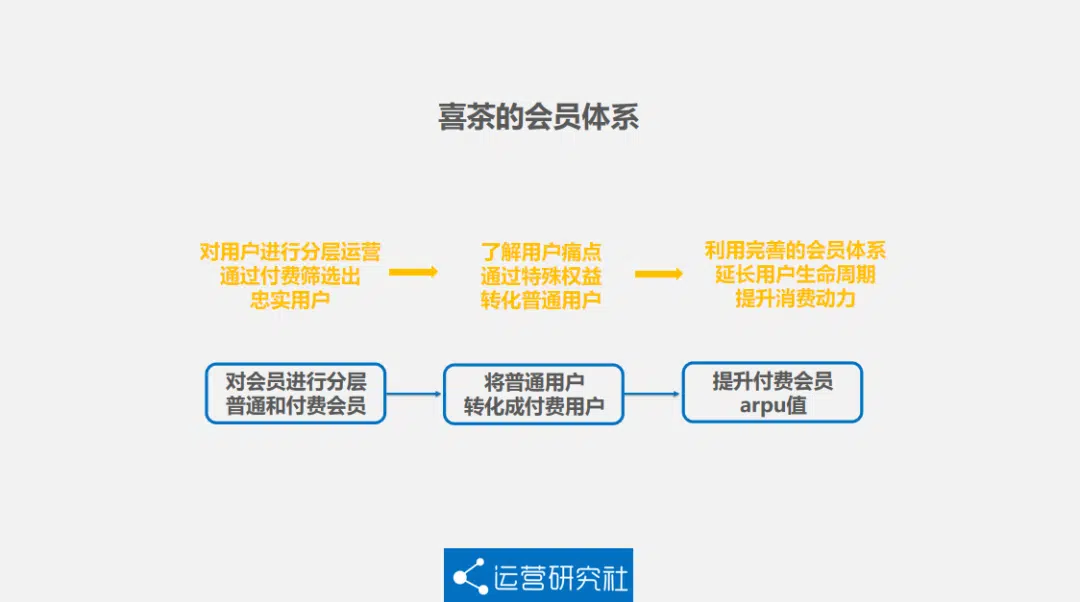 喜茶的会员体系
对用户进行分层运营
通过付费筛选出
忠实用户
了解用户痛点
通过特殊权益
转化普通用户
利用完善的会员体系
延长用户生命周期
提升消费动力
对会员进行分层
普通和付费会员
将普通用户
转化成付费用户
提升付费会员
arpu值
运营研究社